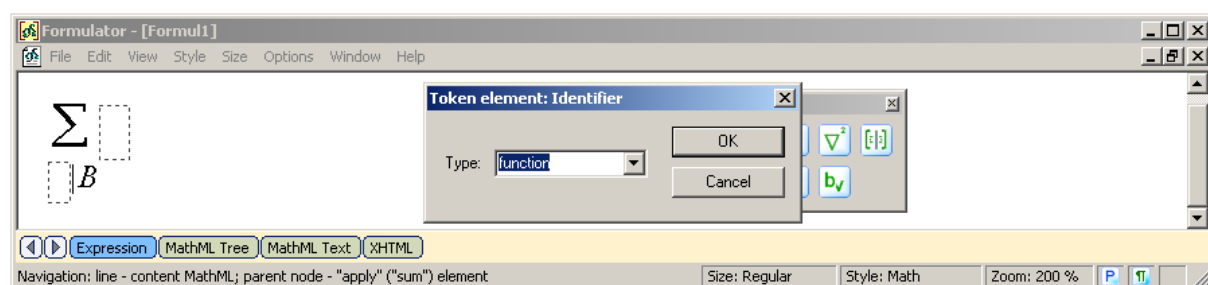 Formulator - [Formul1]
File Edit View Style Size Options Window Help
Token element: Identifier
∑
B
Type: function
OK
Cancel
∇²
b√
Expression MathML Tree MathML Text XHTML
Navigation: line - content MathML; parent node - "apply" ("sum") element Size: Regular Style: Math Zoom: 200 % P ¶